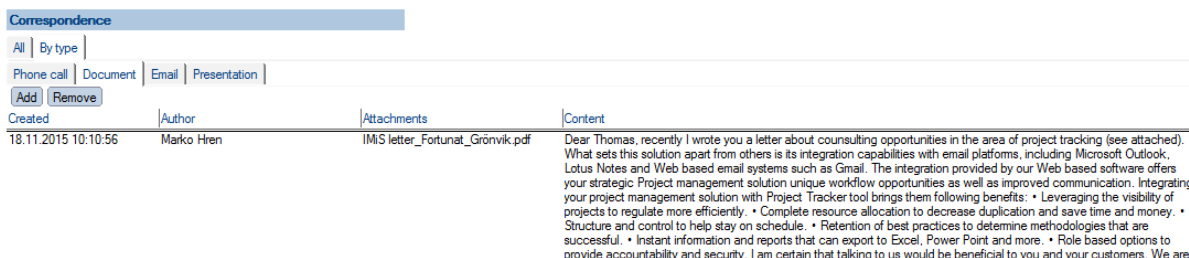 Correspondence
All By type
Phone call Document Email Presentation
Add Remove
Created Author Attachments Content
18.11.2015 10:10:56 Marko Hren IMiS letter_Fortunat_Grönvik.pdf Dear Thomas, recently I wrote you a letter about counsulting opportunities in the area of project tracking (see attached).
What sets this solution apart from others is its integration capabilities with email platforms, including Microsoft Outlook,
Lotus Notes and Web based email systems such as Gmail. The integration provided by our Web based software offers
your strategic Project management solution unique workflow opportunities as well as improved communication. Integrating
your project management solution with Project Tracker tool brings them following benefits: • Leveraging the visibility of
projects to regulate more efficiently. • Complete resource allocation to decrease duplication and save time and money. •
Structure and control to help stay on schedule. • Retention of best practices to determine methodologies that are
successful. • Instant information and reports that can export to Excel, Power Point and more. • Role based options to
provide accountability and security. I am certain that talking to us would be beneficial to you and your customers. We are